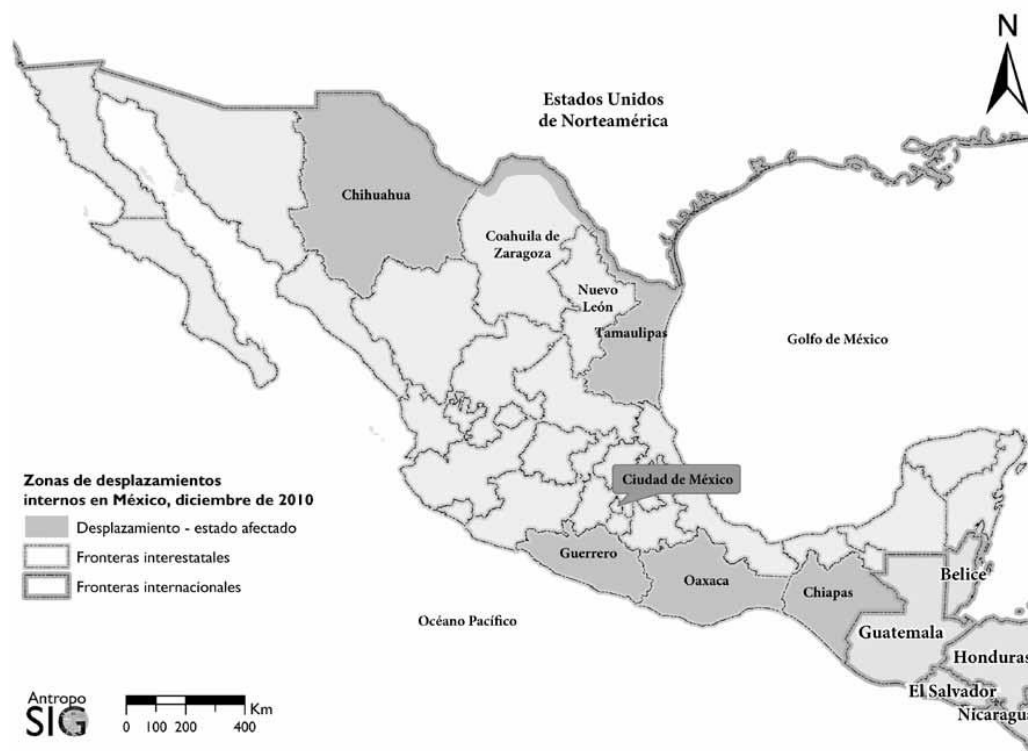 N
Estados Unidos
de Norteamérica
Chihuahua
Coahuila de
Zaragoza
Nuevo
León
Tamaulipas
Golfo de México
Zonas de desplazamientos
internos en México, diciembre de 2010
Desplazamiento - estado afectado
Fronteras interestatales
Fronteras internacionales
Ciudad de México
Guerrero
Oaxaca
Chiapas
Belice
Océano Pacífico
Guatemala
Honduras
El Salvador
Nicaragua
Antropo
SIG
0 100 200 400 Km